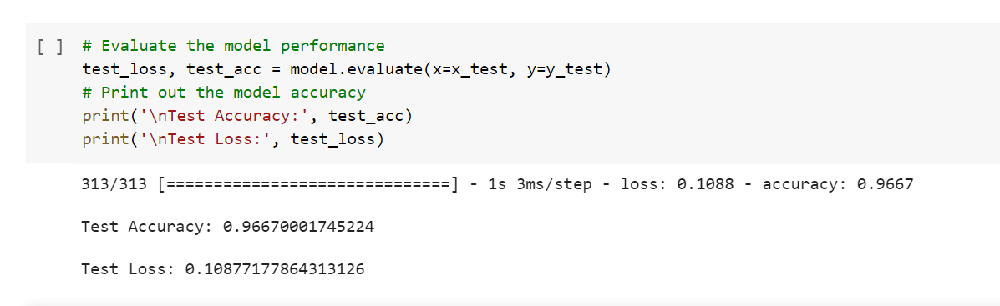 [ ] # Evaluate the model performance
test_loss, test_acc = model.evaluate(x=x_test, y=y_test)
# Print out the model accuracy
print('\nTest Accuracy:', test_acc)
print('\nTest Loss:', test_loss)
313/313 [==============================] - 1s 3ms/step - loss: 0.1088 - accuracy: 0.9667
Test Accuracy: 0.96670001745224
Test Loss: 0.10877177864313126